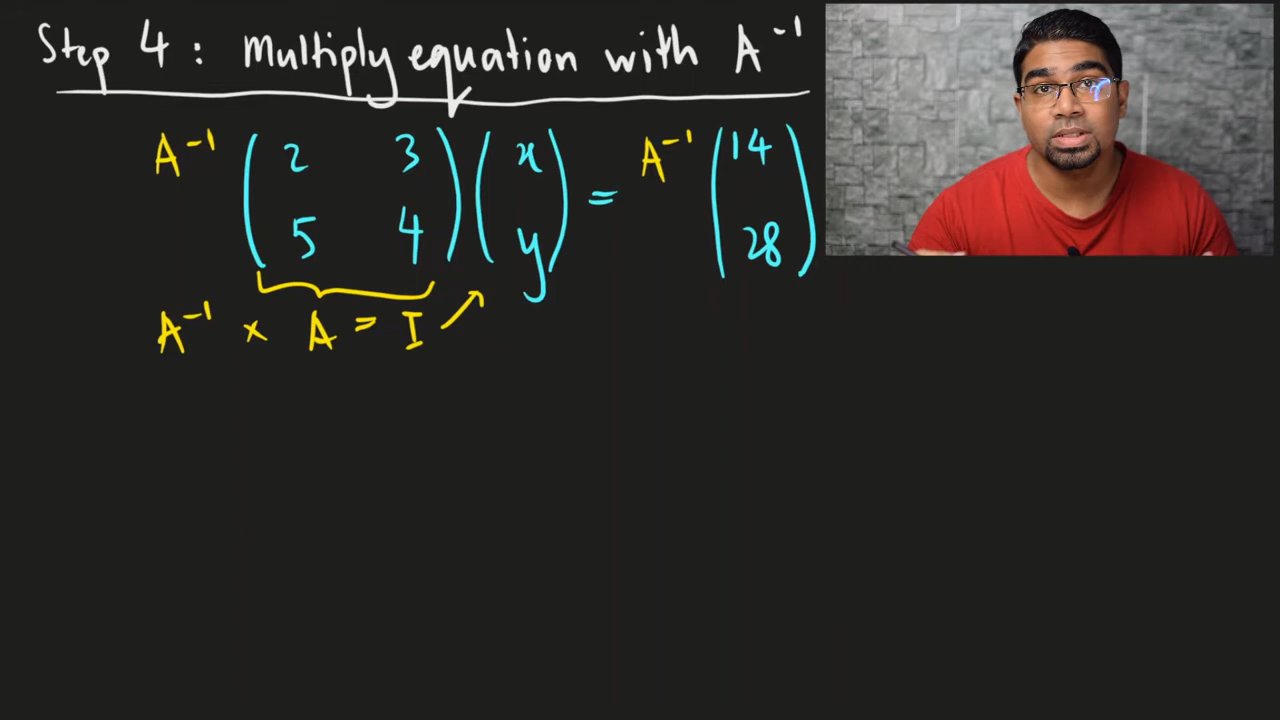 Step 4 : Multiply equation with A⁻¹
A⁻¹ ( 2 3 ) ( x ) = A⁻¹ ( 14 )
( 5 4 ) ( y ) ( 28 )
A⁻¹ × A = I ↗